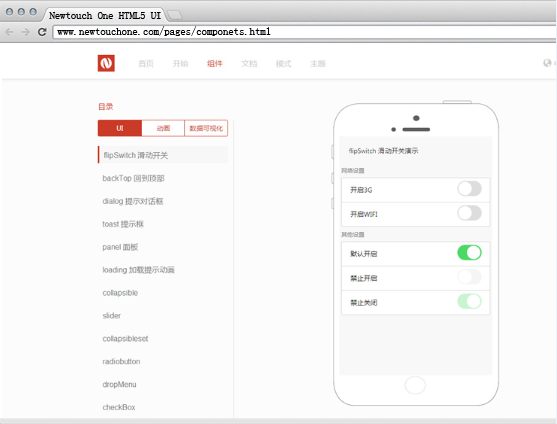 Newtouch One HTML5 UI
www.newtouchone.com/pages/componets.html
首页 开始 组件 文档 模式 主题
目录
UI 动画 数据可视化
flipSwitch 滑动开关
backTop 回到顶部
dialog 提示对话框
toast 提示框
panel 面板
loading 加载提示动画
collapsible
slider
collapsibleset
radiobutton
dropMenu
checkBox
flipSwitch 滑动开关演示
网络设置
开启3G
开启WIFI
其他设置
默认开启
禁止开启
禁止关闭